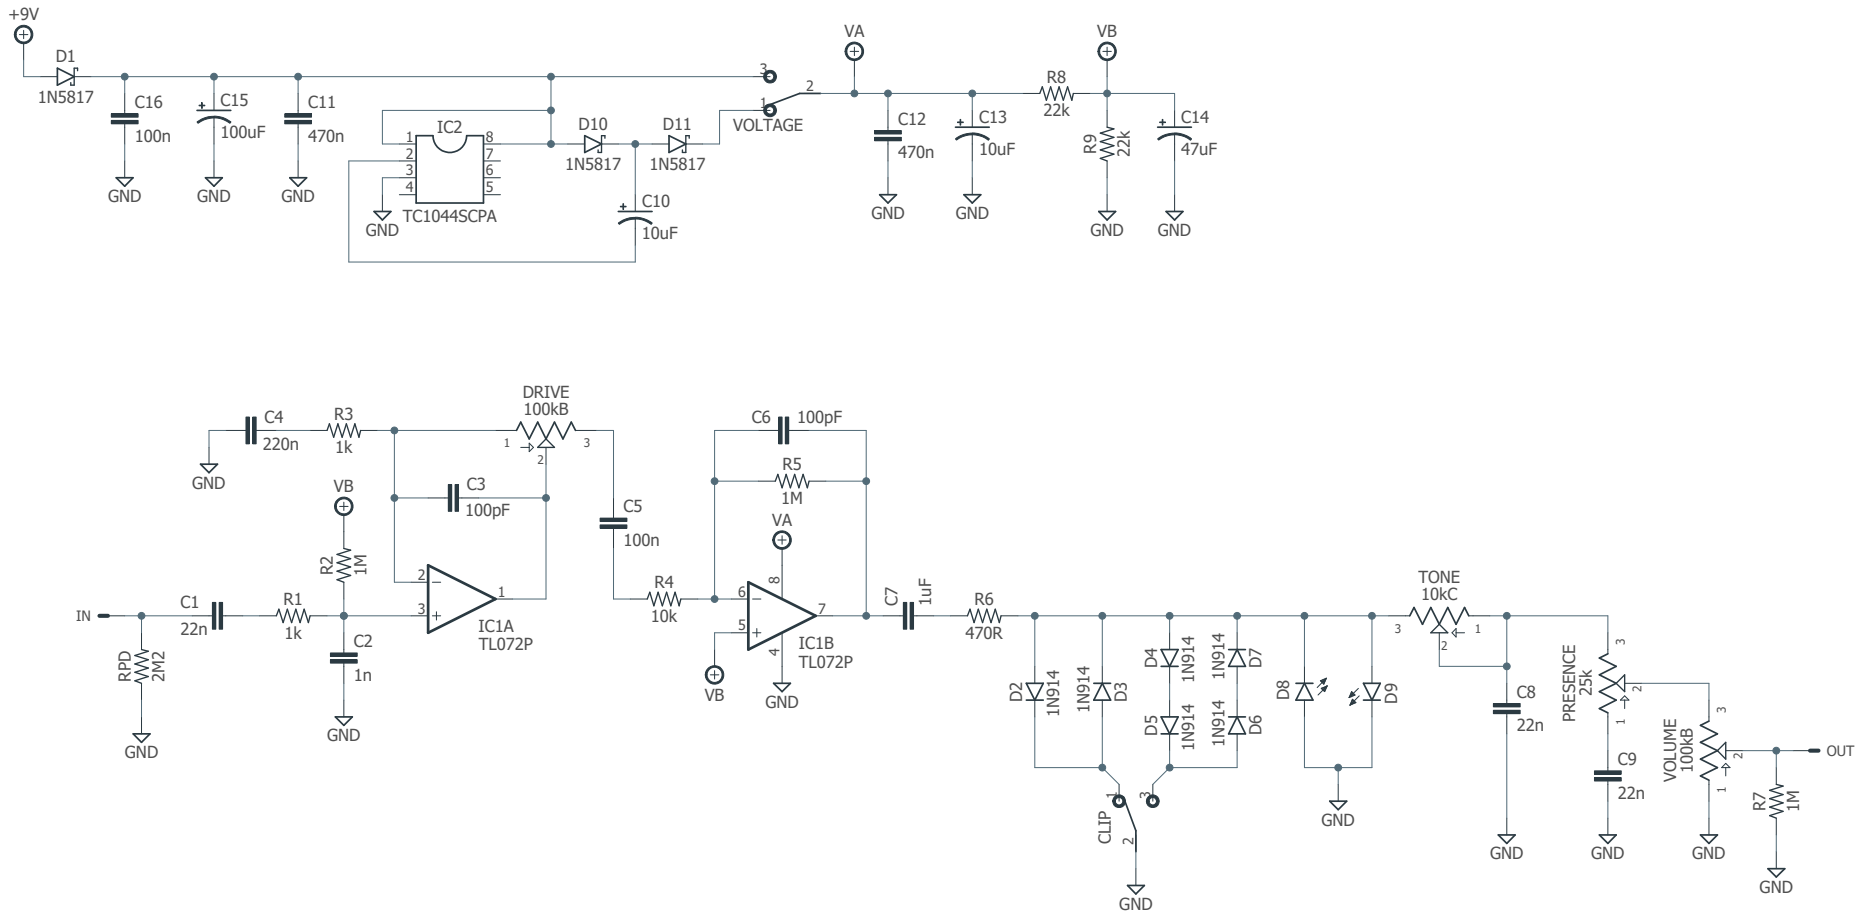 +9V
D1
1N5817
C16
100n
GND
C15
100uF
GND
C11
470n
GND
IC2
1
2
3
4
8
7
6
5
TC1044SCPA
GND
D10
1N5817
D11
1N5817
C10
10uF
3
1
2
VOLTAGE
VA
C12
470n
GND
C13
10uF
GND
R8
22k
VB
R9
22k
GND
C14
47uF
GND
C4
220n
GND
R3
1k
DRIVE
100kB
1
2
3
C3
100pF
VB
R2
1M
IN
RPD
2M2
GND
C1
22n
R1
1k
C2
1n
GND
2
3
1
−
+
IC1A
TL072P
C5
100n
R4
10k
C6
100pF
R5
1M
VA
8
6
5
7
4
−
+
IC1B
TL072P
VB
GND
C7
1uF
R6
470R
D2
1N914
1N914
D3
D4
1N914
D5
1N914
1N914
D7
1N914
D6
D8
D9
GND
CLIP
1
3
2
GND
TONE
10kC
3
2
1
C8
22n
GND
PRESENCE
25k
3
2
1
C9
22n
GND
VOLUME
100kB
3
2
1
GND
OUT
R7
1M
GND